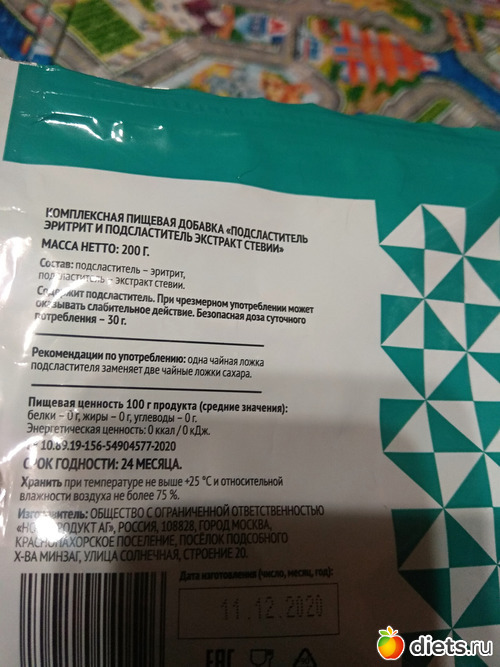 КОМПЛЕКСНАЯ ПИЩЕВАЯ ДОБАВКА «ПОДСЛАСТИТЕЛЬ
ЭРИТРИТ И ПОДСЛАСТИТЕЛЬ ЭКСТРАКТ СТЕВИИ»
МАССА НЕТТО: 200 Г.
Состав: подсластитель – эритрит,
подсластитель – экстракт стевии.
Содержит подсластитель. При чрезмерном употреблении может
оказывать слабительное действие. Безопасная доза суточного
потребления – 30 г.
Рекомендации по употреблению: одна чайная ложка
подсластителя заменяет две чайные ложки сахара.
Пищевая ценность 100 г продукта (средние значения):
белки – 0 г, жиры – 0 г, углеводы – 0 г.
Энергетическая ценность: 0 ккал / 0 кДж.
10.89.19-156-54904577-2020
СРОК ГОДНОСТИ: 24 МЕСЯЦА.
Хранить при температуре не выше +25 °С и относительной
влажности воздуха не более 75 %.
Изготовитель: ОБЩЕСТВО С ОГРАНИЧЕННОЙ ОТВЕТСТВЕННОСТЬЮ
АГ», РОССИЯ, 108828, ГОРОД МОСКВА,
КРАСНОПАХОРСКОЕ ПОСЕЛЕНИЕ, ПОСЁЛОК ПОДСОБНОГО
Х-ВА МИНЗАГ, УЛИЦА СОЛНЕЧНАЯ, СТРОЕНИЕ 20.
Дата изготовления (число, месяц, год):
11.12.2020
EAC
diets.ru